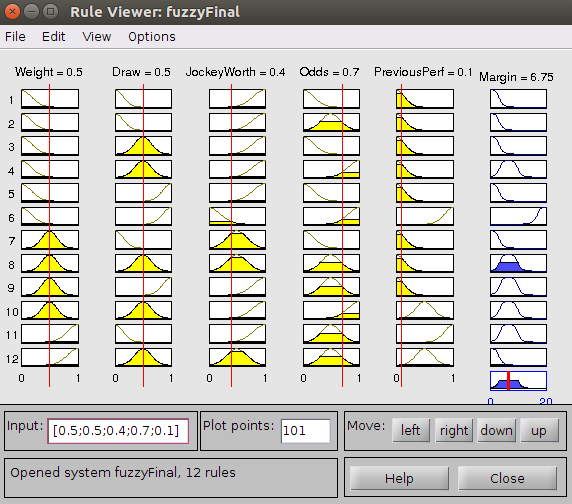 Rule Viewer: fuzzyFinal
File Edit View Options
Weight = 0.5 Draw = 0.5 JockeyWorth = 0.4 Odds = 0.7 PreviousPerf = 0.1 Margin = 6.75
1
2
3
4
5
6
7
8
9
10
11
12
0 1 0 1 0 1 0 1 0 1
0 20
Input: [0.5;0.5;0.4;0.7;0.1] Plot points: 101 Move: left right down up
Opened system fuzzyFinal, 12 rules Help Close